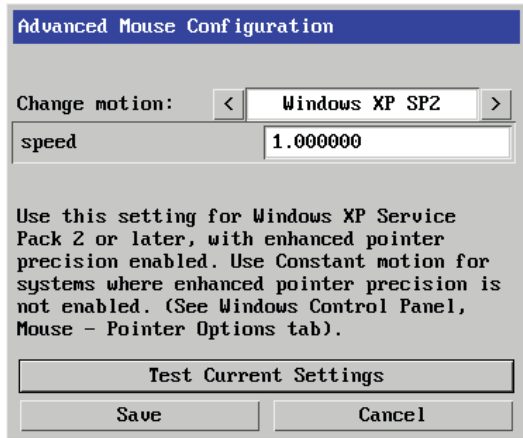 Advanced Mouse Configuration
Change motion: < Windows XP SP2 >
speed 1.000000
Use this setting for Windows XP Service
Pack 2 or later, with enhanced pointer
precision enabled. Use Constant motion for
systems where enhanced pointer precision is
not enabled. (See Windows Control Panel,
Mouse - Pointer Options tab).
Test Current Settings
Save Cancel